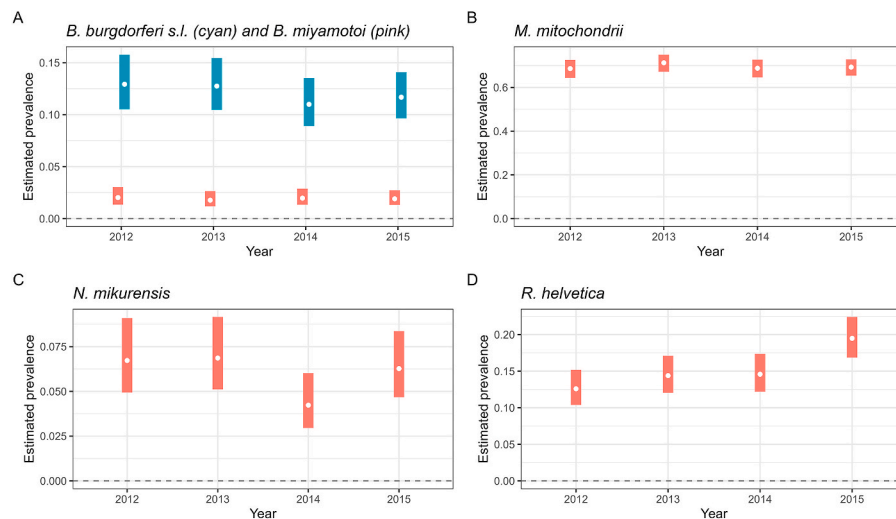 A
B. burgdorferi s.l. (cyan) and B. miyamotoi (pink)
Estimated prevalence
0.15
0.10
0.05
0.00
2012 2013 2014 2015
Year
B
M. mitochondrii
Estimated prevalence
0.6
0.4
0.2
0.0
2012 2013 2014 2015
Year
C
N. mikurensis
Estimated prevalence
0.075
0.050
0.025
0.000
2012 2013 2014 2015
Year
D
R. helvetica
Estimated prevalence
0.20
0.15
0.10
0.05
0.00
2012 2013 2014 2015
Year